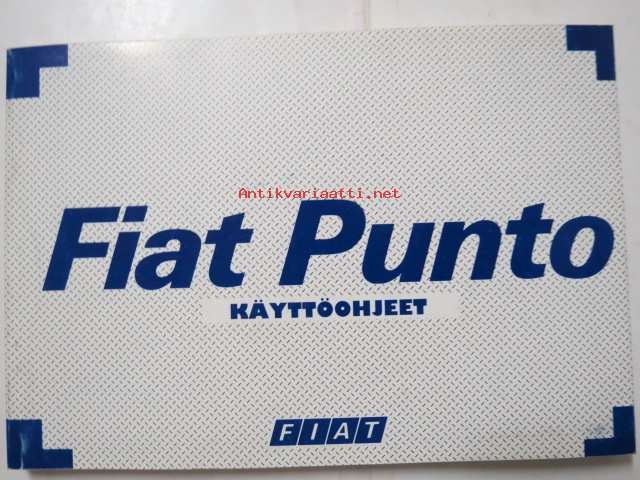 Antikvariaatti.net
Fiat Punto
KÄYTTÖOHJEET
FIAT